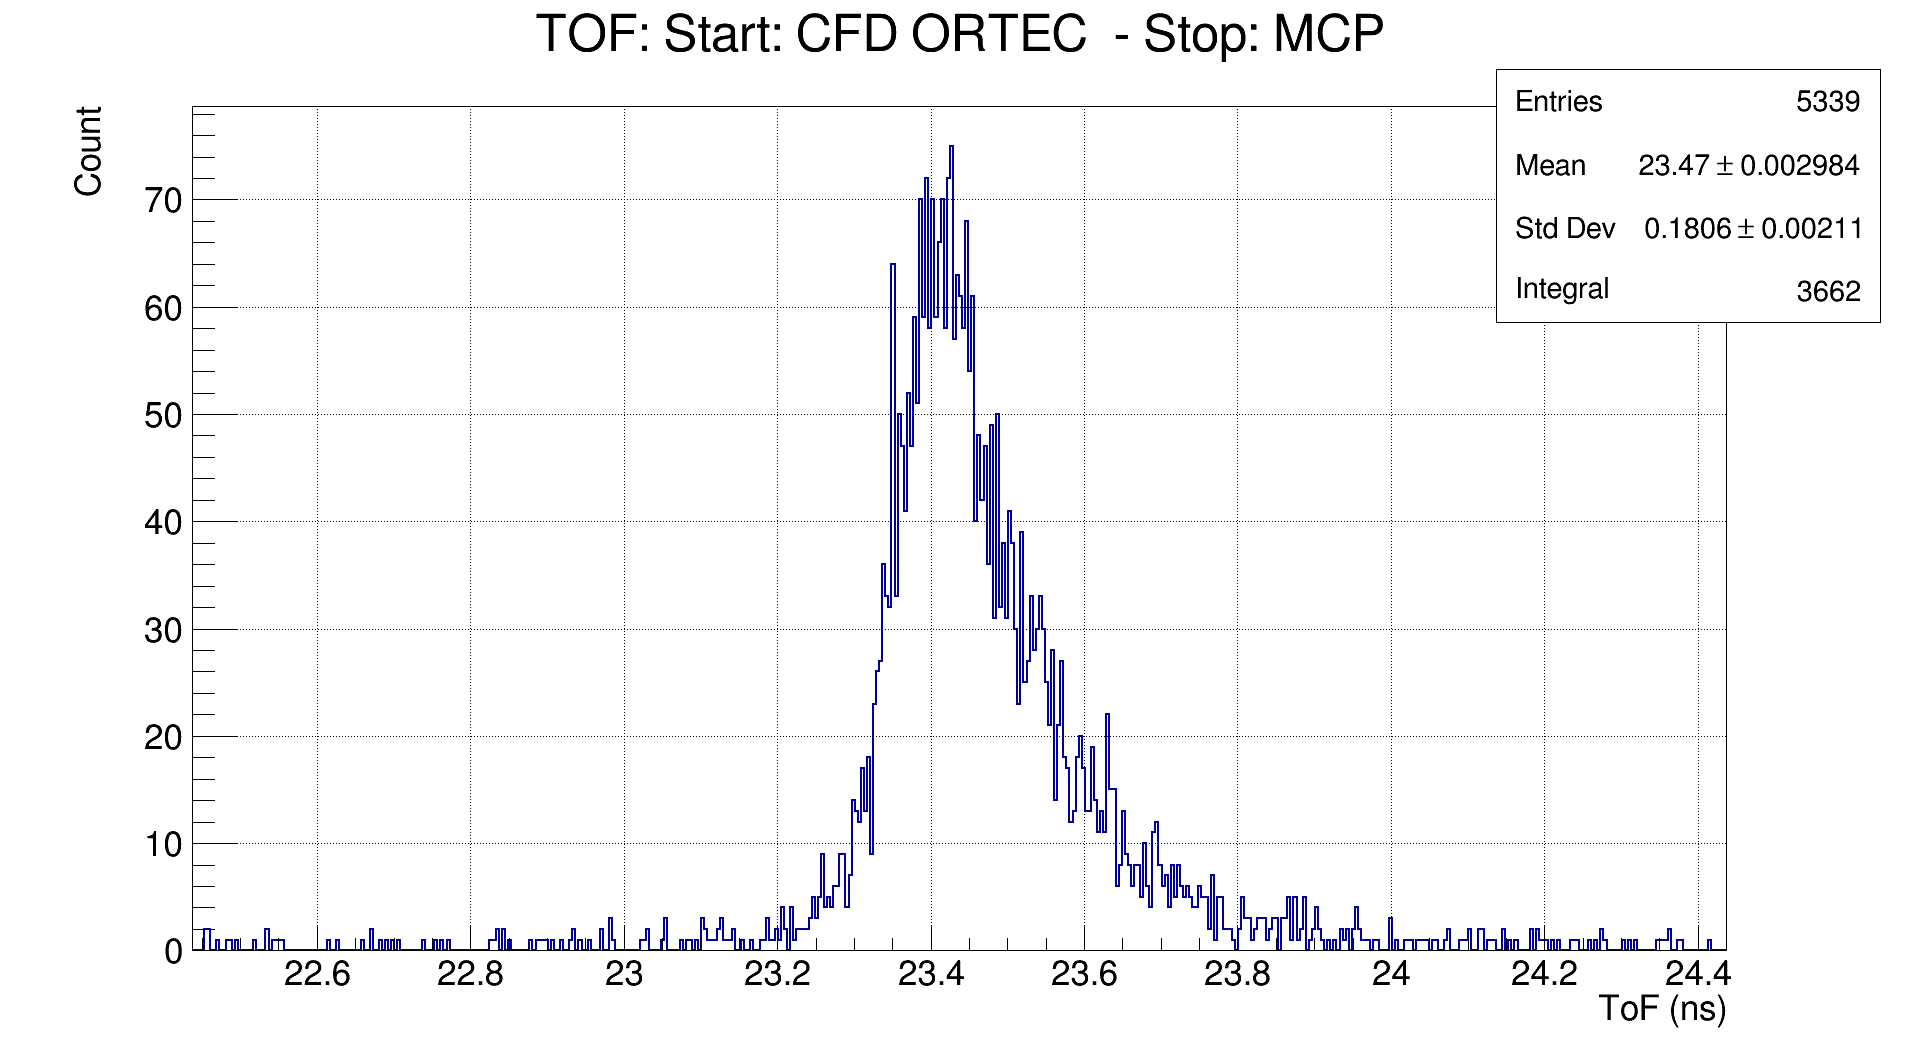 TOF: Start: CFD ORTEC - Stop: MCP
Entries 5339
Mean 23.47 ± 0.002984
Std Dev 0.1806 ± 0.00211
Integral 3662
Count
70
60
50
40
30
20
10
0
22.6 22.8 23 23.2 23.4 23.6 23.8 24 24.2 24.4
ToF (ns)